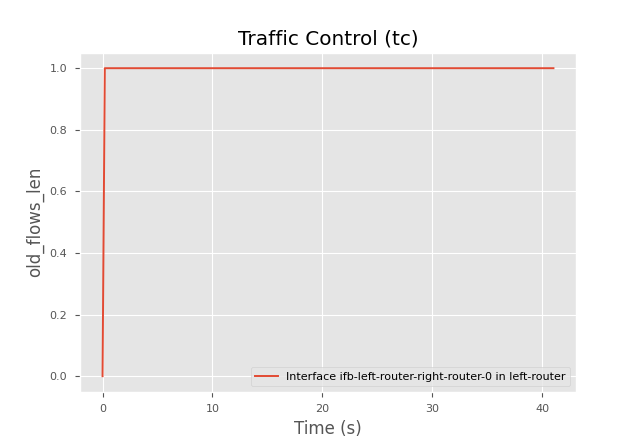 Traffic Control (tc)
old_flows_len
1.0
0.8
0.6
0.4
0.2
0.0
Interface ifb-left-router-right-router-0 in left-router
0 10 20 30 40
Time (s)